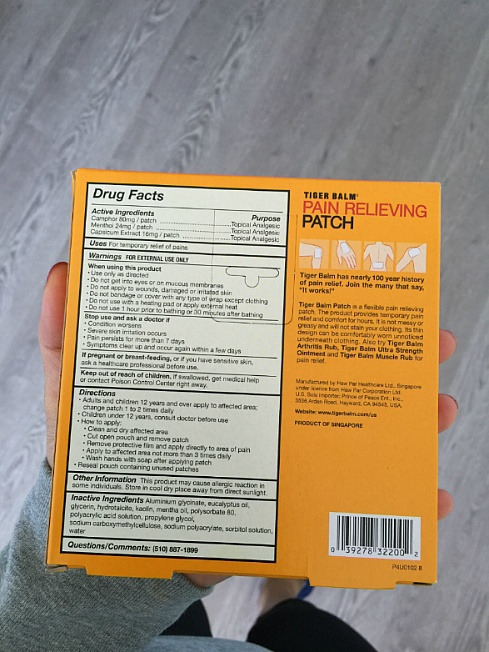 Drug Facts
Active Ingredients Purpose
Camphor 80mg / patch Topical Analgesic
Menthol 24mg / patch Topical Analgesic
Capsicum Extract 16mg / patch Topical Analgesic
Uses For temporary relief of pains
Warnings FOR EXTERNAL USE ONLY
When using this product
• Use only as directed
• Do not get into eyes or on mucous membranes
• Do not apply to wounds, damaged or irritated skin
• Do not bandage or cover with any type of wrap except clothing
• Do not use with a heating pad or apply external heat
• Do not use 1 hour prior to bathing or 30 minutes after bathing
Stop use and ask a doctor if
• Condition worsens
• Severe skin irritation occurs
• Pain persists for more than 7 days
• Symptoms clear up and occur again within a few days
If pregnant or breast-feeding, or if you have sensitive skin,
ask a healthcare professional before use.
Keep out of reach of children. If swallowed, get medical help
or contact Poison Control Center right away.
Directions
• Adults and children 12 years and over apply to affected area;
change patch 1 to 2 times daily
• Children under 12 years, consult doctor before use
• How to apply:
• Clean and dry affected area
• Cut open pouch and remove patch
• Remove protective film and apply directly to area of pain
• Apply to affected area not more than 3 times daily
• Wash hands with soap after applying patch
• Reseal pouch containing unused patches
Other Information This product may cause allergic reaction in
some individuals. Store in cool dry place away from direct sunlight.
Inactive Ingredients Aluminum glycinate, eucalyptus oil,
glycerin, hydrotalcite, kaolin, mentha oil, polysorbate 80,
polyacrylic acid solution, propylene glycol,
sodium carboxymethylcellulose, sodium polyacrylate, sorbitol solution,
water
Questions/Comments: (510) 887-1899
TIGER BALM®
PAIN RELIEVING
PATCH
Tiger Balm has nearly 100 year history
of pain relief. Join the many that say,
"It works!"
Tiger Balm Patch is a flexible pain relieving
patch. The product provides temporary pain
relief and comfort for hours. It is not messy or
greasy and will not stain your clothing. Its thin
design can be comfortably worn unnoticed
underneath clothing. Also try Tiger Balm
Arthritis Rub, Tiger Balm Ultra Strength
Ointment and Tiger Balm Muscle Rub for
pain relief.
Manufactured by Haw Par Healthcare Ltd., Singapore
under licence from Haw Par Corporation Ltd.
U.S. Sole Importer: Prince of Peace Ent., Inc.,
3536 Arden Road, Hayward, CA 94545, USA.
Website: www.tigerbalm.com/us
PRODUCT OF SINGAPORE
0 39278 32200 2
P4U0102 8